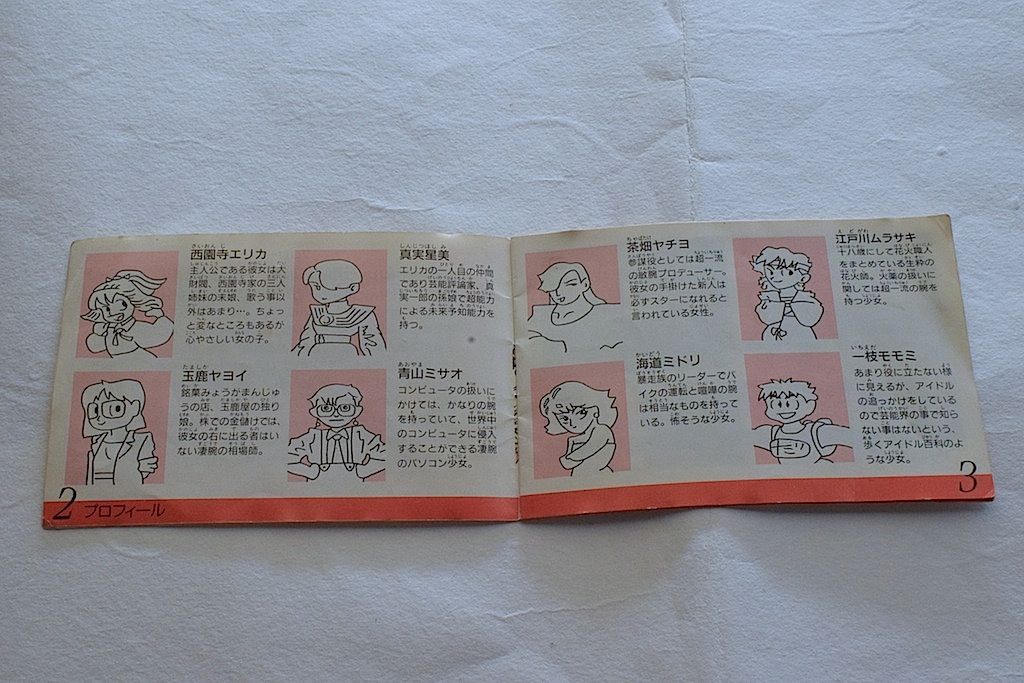 西園寺エリカ
主人公である彼女は大
財閥、西園寺家の三人
姉妹の末娘、歌う事以
外はあまり…。ちょっ
と変なところもあるが
心やさしい女の子。
真実星美
エリカの一人目の仲間
であり芸能評論家、真
実一郎の孫娘で超能力
による未来予知能力を
持つ。
玉鹿ヤヨイ
銘菓みょうがまんじゅ
うの店、玉鹿屋の独り
娘。株での金儲けでは、
彼女の右に出る者はい
ない凄腕の相場師。
青山ミサオ
コンピュータの扱いに
かけては、かなりの腕
を持っていて、世界中
のコンピュータに侵入
することができる凄腕
のパソコン少女。
2 プロフィール
茶畑ヤチヨ
参謀役としては超一流
の敏腕プロデューサー。
彼女の手掛けた新人は
必ずスターになれると
言われている女性。
江戸川ムラサキ
十八歳にして花火職人
をまとめている生粋の
花火師。火薬の扱いに
関しては超一流の腕を
持つ少女。
海道ミドリ
暴走族のリーダーでバ
イクの運転と喧嘩の腕
は相当なものを持って
いる。怖そうな少女。
一枝モモミ
あまり役に立たない様
に見えるが、アイドル
の追っかけをしている
ので芸能界の事で知ら
ない事はないという、
歩くアイドル百科のよ
うな少女。
3